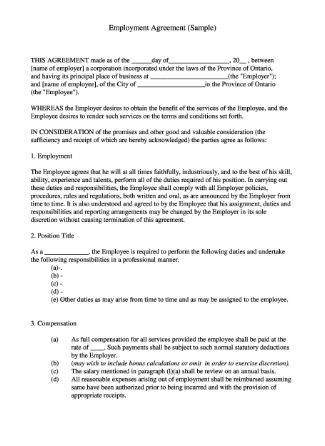 Employment Agreement (Sample)
THIS AGREEMENT made as of the ______day of__________________, 20__ , between
[name of employer] a corporation incorporated under the laws of the Province of Ontario,
and having its principal place of business at _______________________(the "Employer");
and [name of employee], of the City of ____________________in the Province of Ontario
(the "Employee").
WHEREAS the Employer desires to obtain the benefit of the services of the Employee, and the
Employee desires to render such services on the terms and conditions set forth.
IN CONSIDERATION of the promises and other good and valuable consideration (the
sufficiency and receipt of which are hereby acknowledged) the parties agree as follows:
1. Employment
The Employee agrees that he will at all times faithfully, industriously, and to the best of his skill,
ability, experience and talents, perform all of the duties required of his position. In carrying out
these duties and responsibilities, the Employee shall comply with all Employer policies,
procedures, rules and regulations, both written and oral, as are announced by the Employer from
time to time. It is also understood and agreed to by the Employee that his assignment, duties and
responsibilities and reporting arrangements may be changed by the Employer in its sole
discretion without causing termination of this agreement.
2. Position Title
As a _____________, the Employee is required to perform the following duties and undertake
the following responsibilities in a professional manner.
(a) -.
(b) -
(c) -
(d) -
(e) Other duties as may arise from time to time and as may be assigned to the employee.
3. Compensation
(a) As full compensation for all services provided the employee shall be paid at the
rate of ____. Such payments shall be subject to such normal statutory deductions
by the Employer.
(b) (may wish to include bonus calculations or omit in order to exercise discretion).
(c) The salary mentioned in paragraph (l)(a) shall be review on an annual basis.
(d) All reasonable expenses arising out of employment shall be reimbursed assuming
same have been authorized prior to being incurred and with the provision of
appropriate receipts.